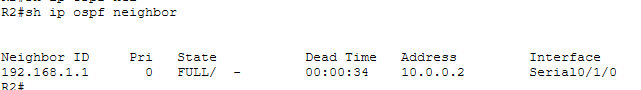 R2#sh ip ospf neighbor
Neighbor ID     Pri   State           Dead Time   Address         Interface
192.168.1.1       0   FULL/  -        00:00:34    10.0.0.2        Serial0/1/0
R2#